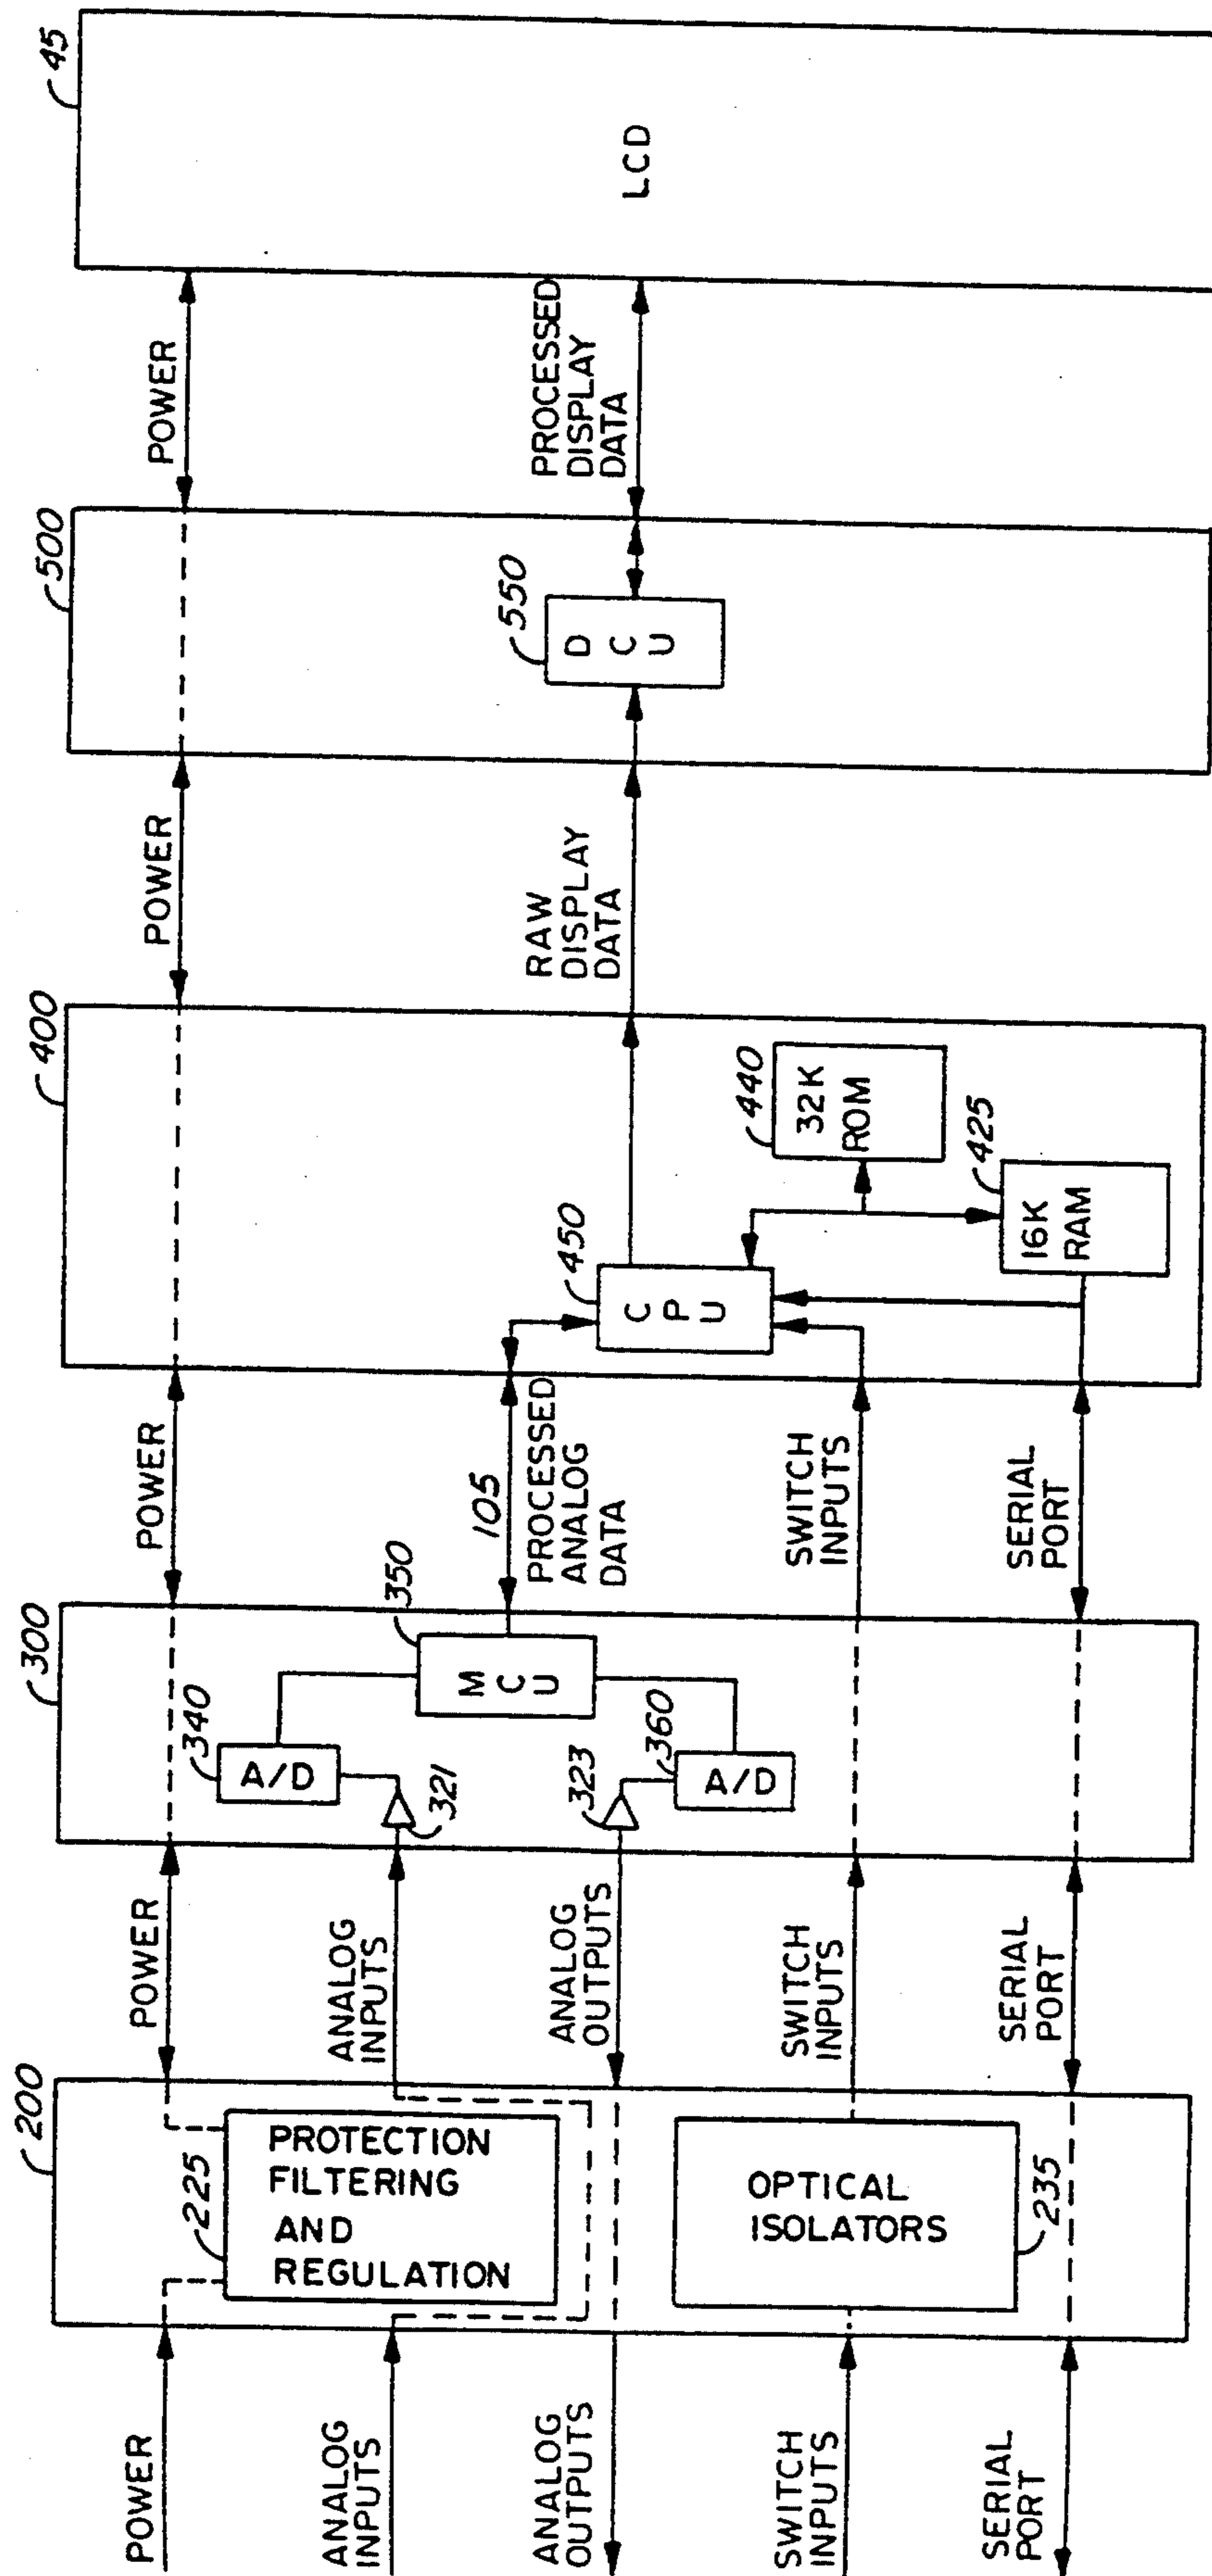 200
300
400
500
45
POWER
225
PROTECTION
FILTERING
AND
REGULATION
POWER
340
A/D
POWER
POWER
POWER
ANALOG
INPUTS
ANALOG
INPUTS
321
350
M
C
U
105
PROCESSED
ANALOG
DATA
450
C
P
U
RAW
DISPLAY
DATA
550
D
C
U
PROCESSED
DISPLAY
DATA
LCD
ANALOG
OUTPUTS
ANALOG
OUTPUTS
323
360
A/D
SWITCH
INPUTS
OPTICAL
ISOLATORS
235
SWITCH
INPUTS
SWITCH
INPUTS
440
32K
ROM
SERIAL
PORT
SERIAL
PORT
SERIAL
PORT
425
16K
RAM